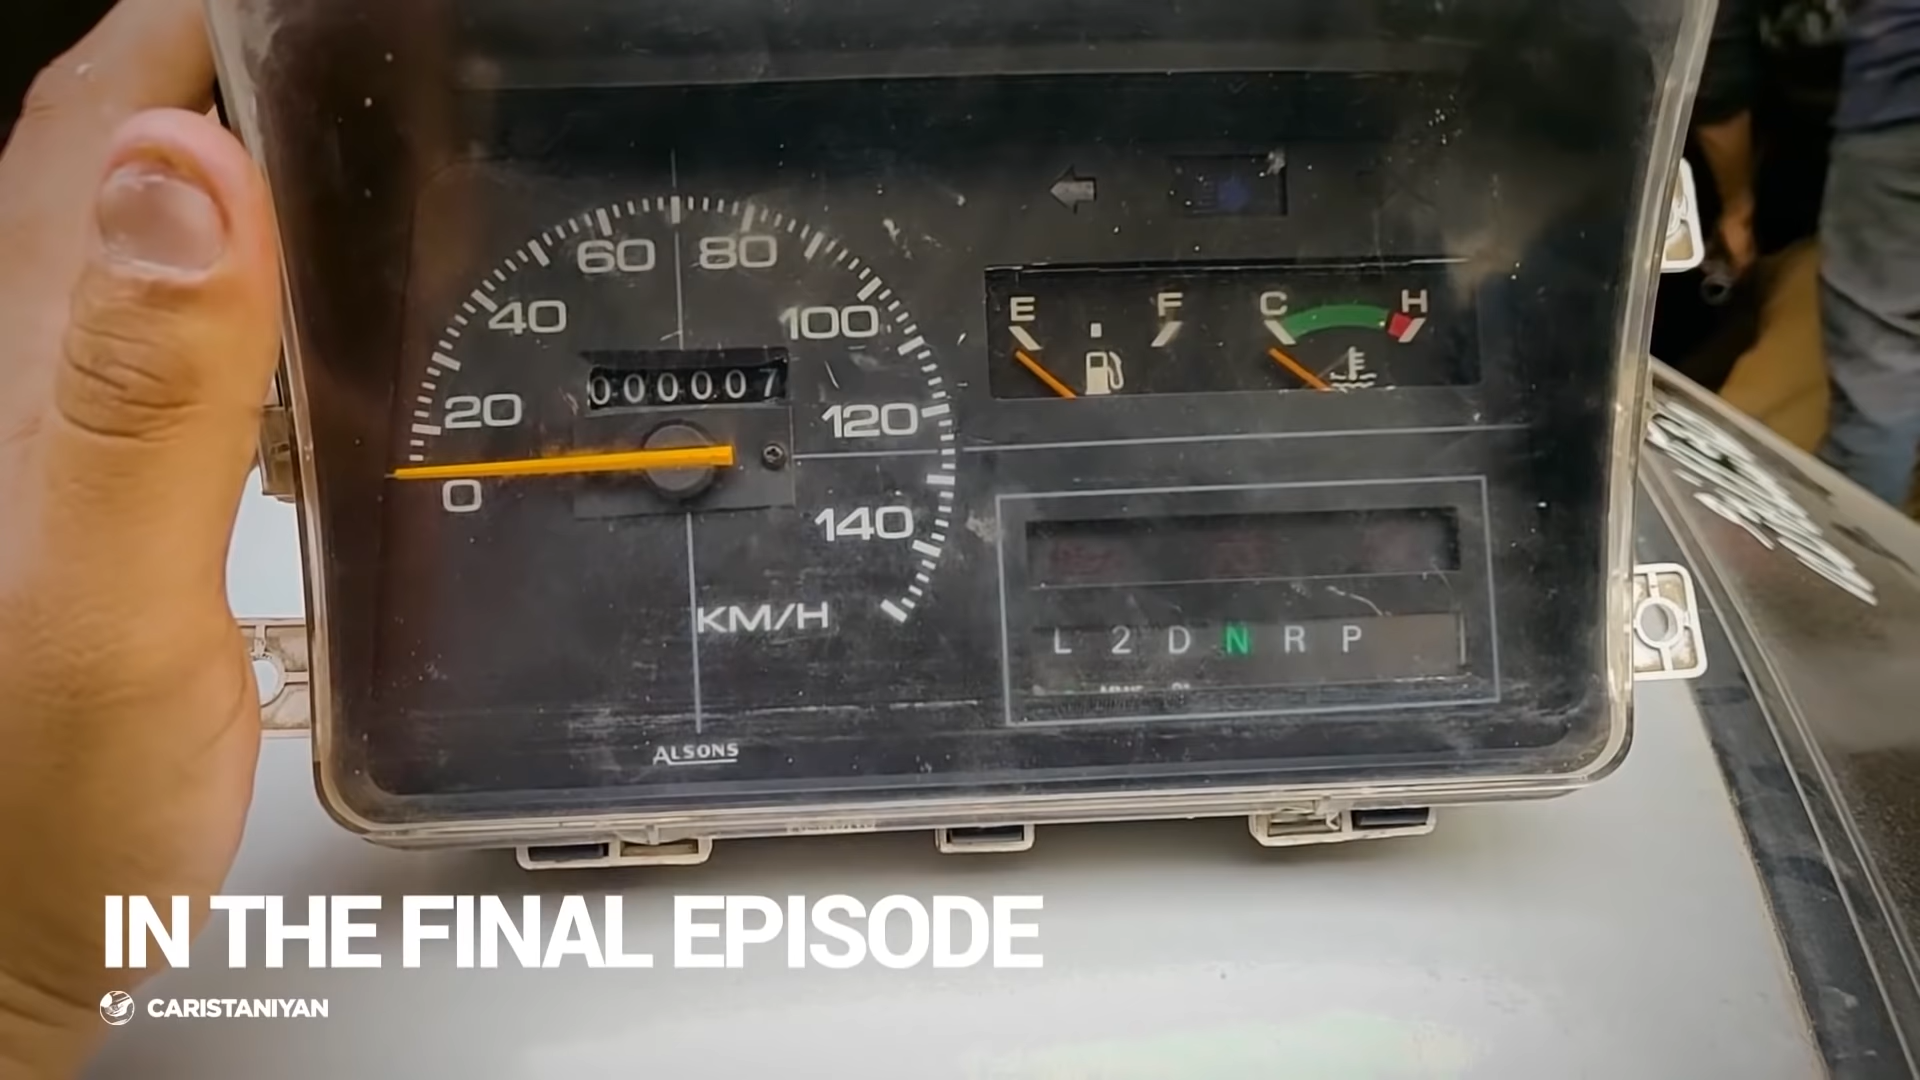 60 80
40 100
000007
20 120
0
140
KM/H
E F C H
L 2 D N R P
ALSONS
IN THE FINAL EPISODE
CARISTANIYAN